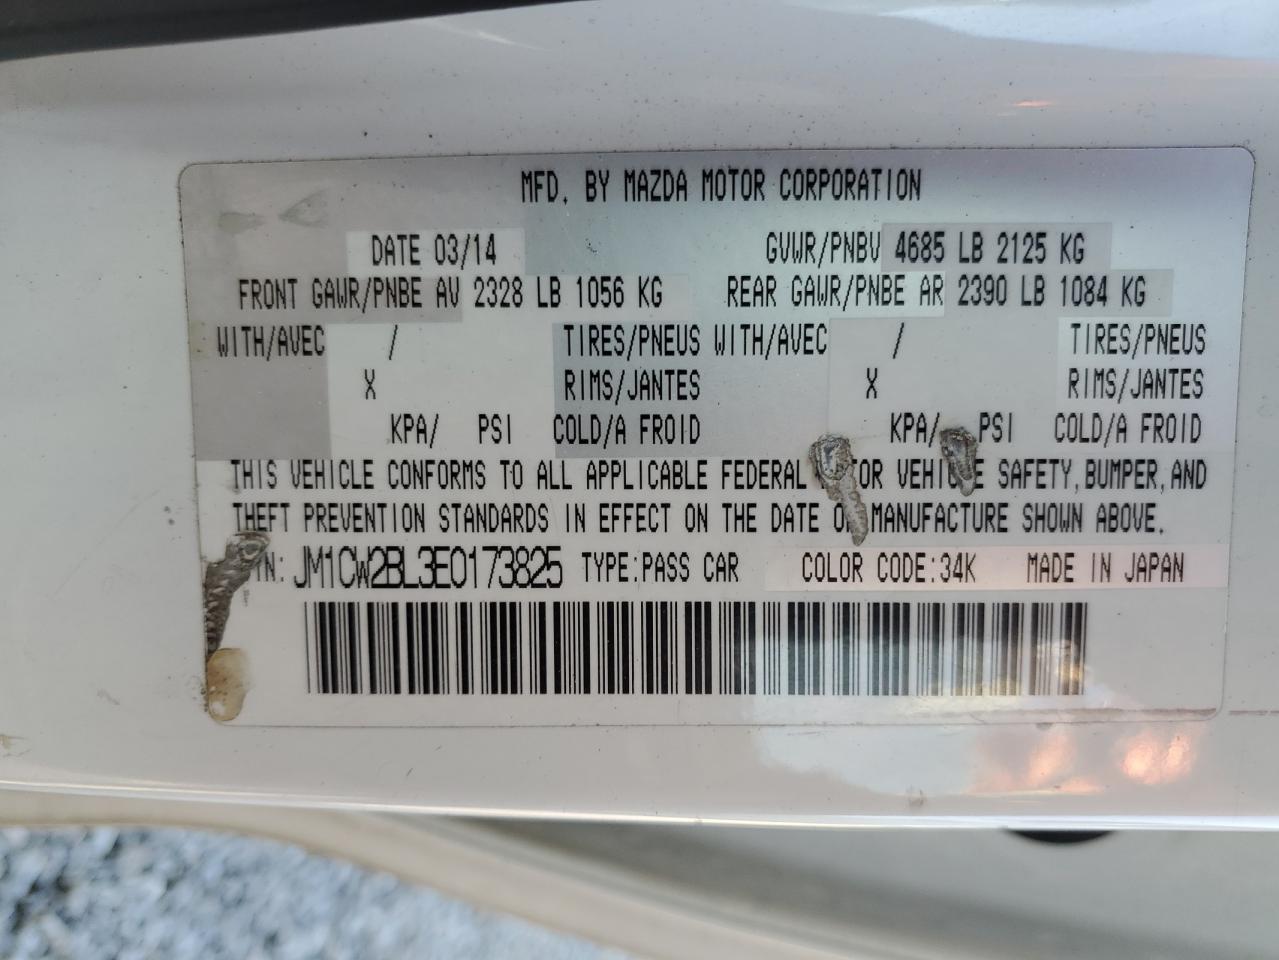 MFD. BY MAZDA MOTOR CORPORATION
DATE 03/14 GVWR/PNBV 4685 LB 2125 KG
FRONT GAWR/PNBE AV 2328 LB 1056 KG REAR GAWR/PNBE AR 2390 LB 1084 KG
WITH/AVEC / TIRES/PNEUS WITH/AVEC / TIRES/PNEUS
X RIMS/JANTES X RIMS/JANTES
KPA/ PSI COLD/A FROID KPA/ PSI COLD/A FROID
THIS VEHICLE CONFORMS TO ALL APPLICABLE FEDERAL VEHICLE SAFETY, BUMPER, AND
THEFT PREVENTION STANDARDS IN EFFECT ON THE DATE OF MANUFACTURE SHOWN ABOVE.
JM1CW2BL3E0173825 TYPE:PASS CAR COLOR CODE:34K MADE IN JAPAN